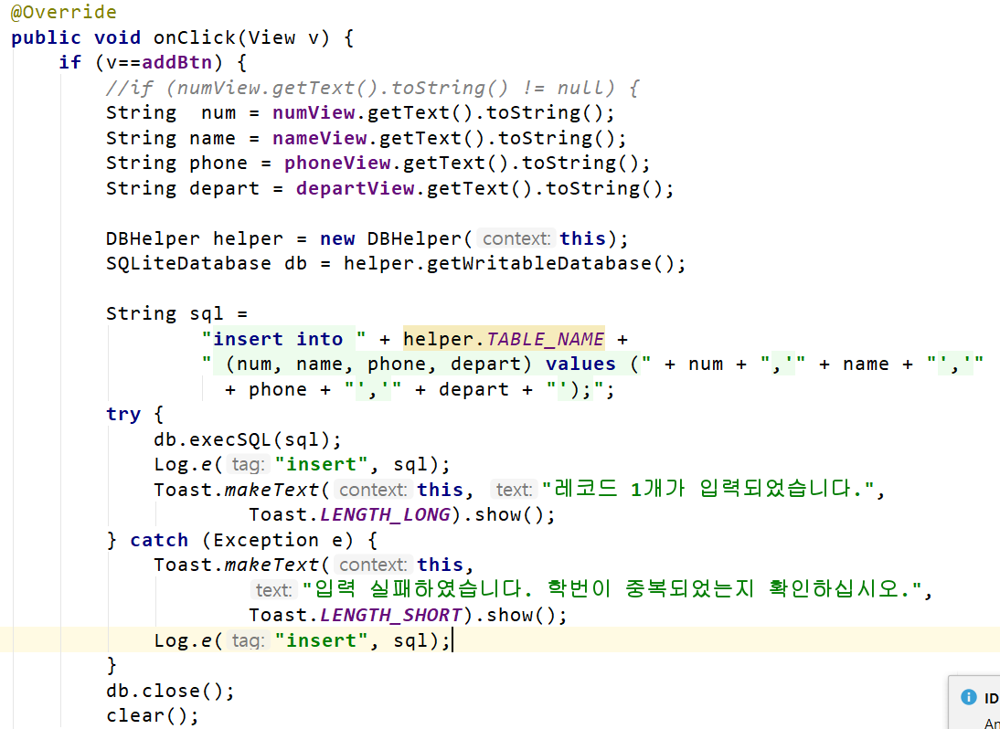 @Override
public void onClick(View v) {
if (v==addBtn) {
//if (numView.getText().toString() != null) {
String  num = numView.getText().toString();
String name = nameView.getText().toString();
String phone = phoneView.getText().toString();
String depart = departView.getText().toString();
DBHelper helper = new DBHelper( context: this);
SQLiteDatabase db = helper.getWritableDatabase();
String sql =
"insert into " + helper.TABLE_NAME +
" (num, name, phone, depart) values (" + num + ",'" + name + "','"
+ phone + "','" + depart + "');";
try {
db.execSQL(sql);
Log.e( tag: "insert", sql);
Toast.makeText( context: this, text: "레코드 1개가 입력되었습니다.",
Toast.LENGTH_LONG).show();
} catch (Exception e) {
Toast.makeText( context: this,
text: "입력 실패하였습니다. 학번이 중복되었는지 확인하십시오.",
Toast.LENGTH_SHORT).show();
Log.e( tag: "insert", sql);
}
db.close();
clear();